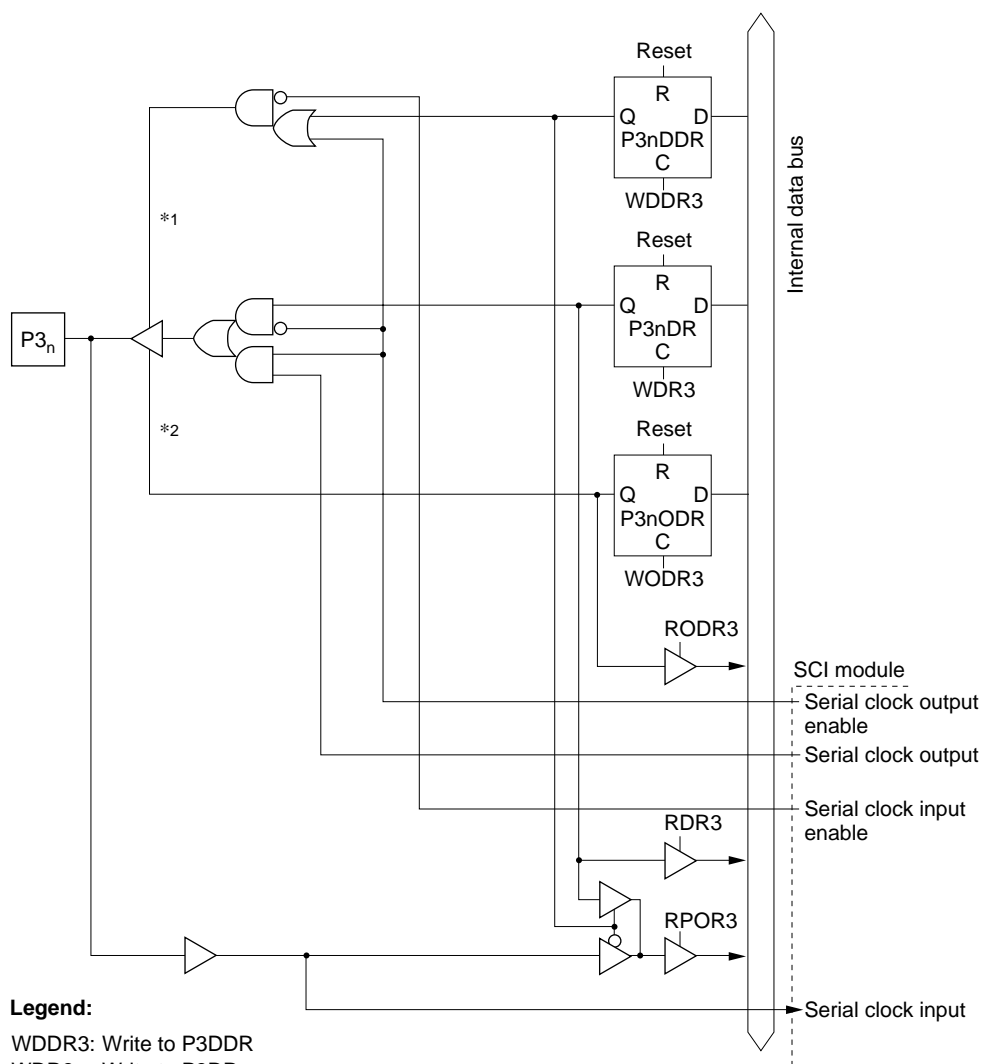 Reset
R
Q D
P3nDDR
C
WDDR3
Internal data bus
*1
Reset
R
Q D
P3nDR
C
WDR3
P3n
*2
Reset
R
Q D
P3nODR
C
WODR3
RODR3
SCI module
Serial clock output
enable
Serial clock output
Serial clock input
enable
RDR3
RPOR3
Serial clock input
Legend:
WDDR3: Write to P3DDR